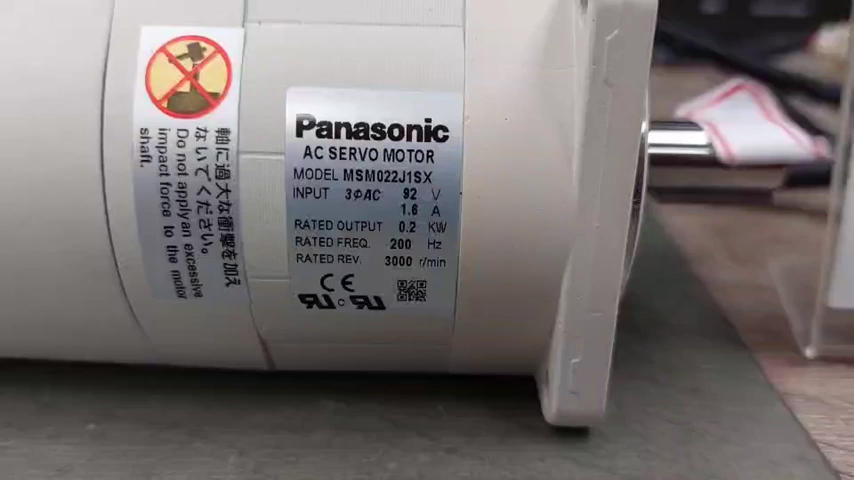 Panasonic
AC SERVO MOTOR
MODEL MSM022J1SX
INPUT 3ΦAC 92 V
1.6 A
RATED OUTPUT 0.2 KW
RATED FREQ. 200 Hz
RATED REV. 3000 r/min
CE
軸に過大な衝撃を加え
ないでください。
Do not applyan excessive
impact force to the motor
shaft.